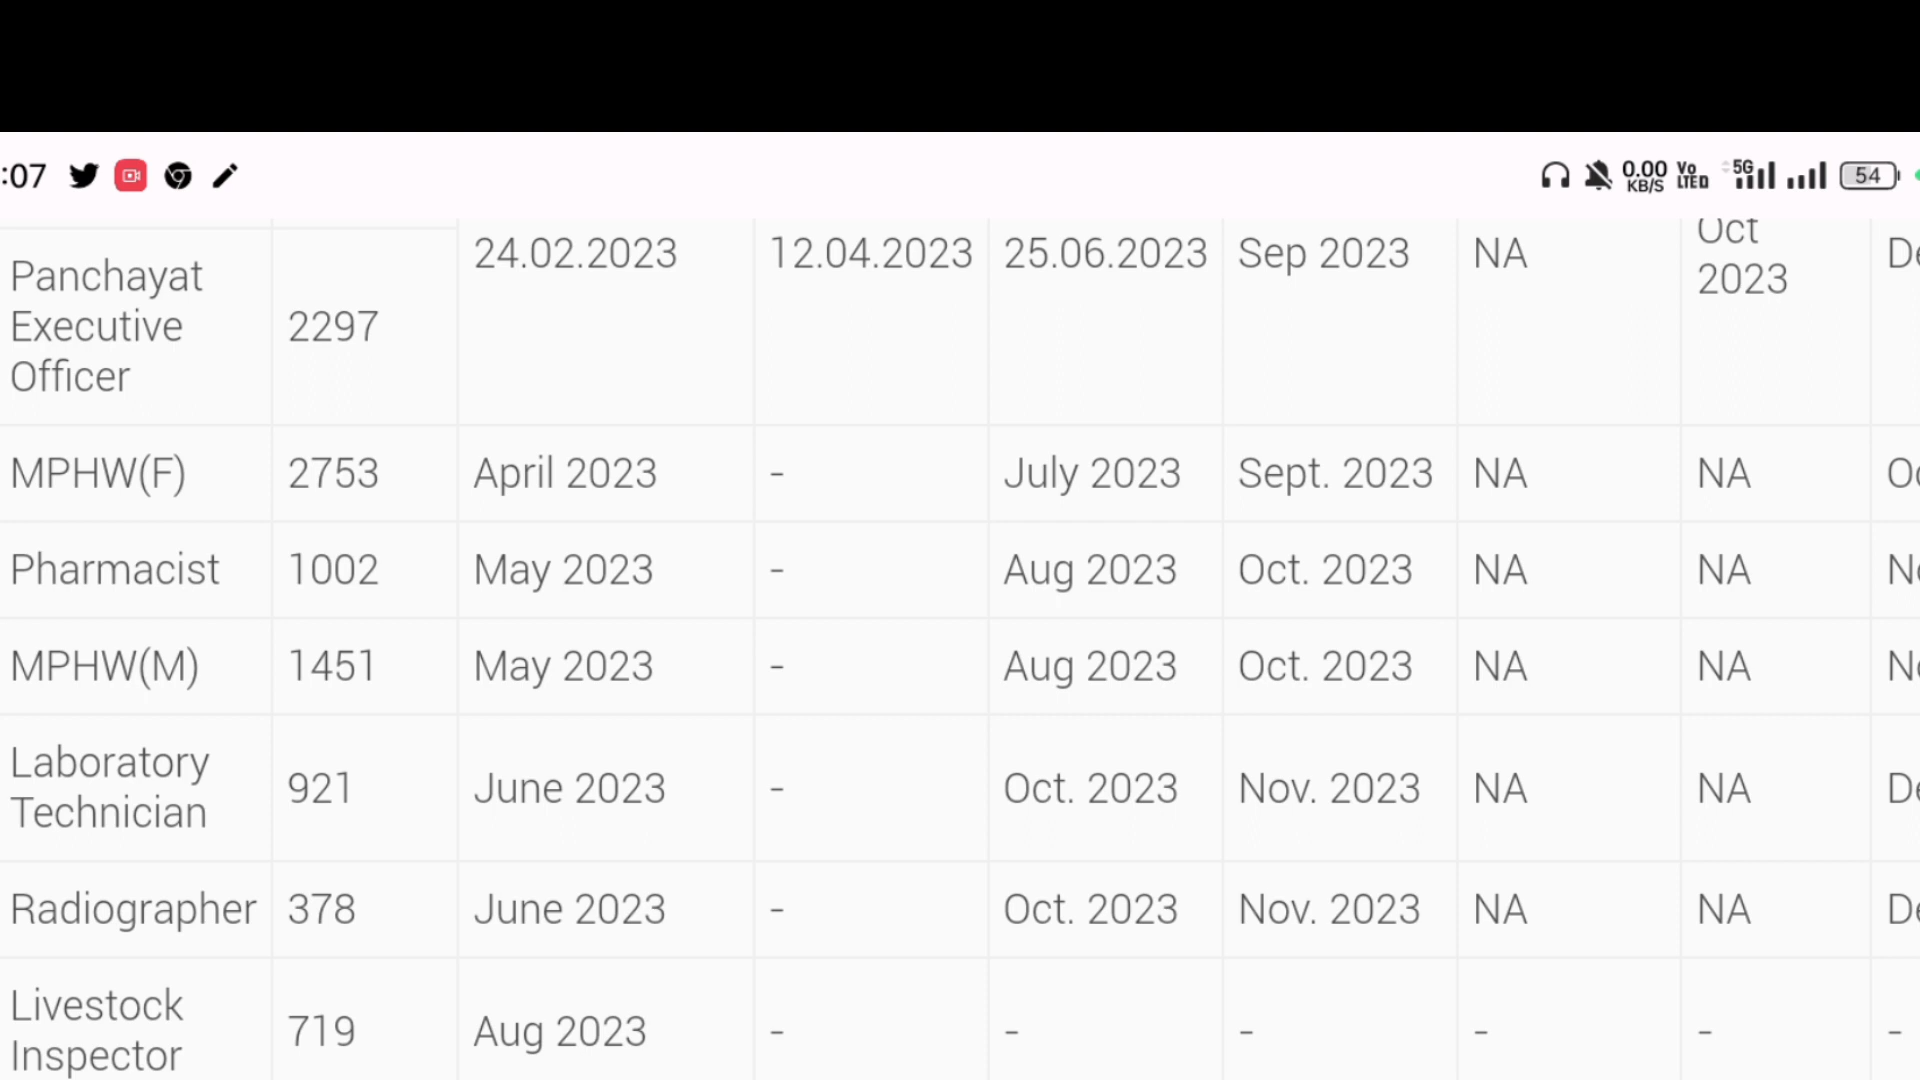 :07
0.00
KB/S
Vo
LTED
5G
54
24.02.2023 12.04.2023 25.06.2023 Sep 2023 NA Oct
2023
Panchayat
Executive
Officer
2297
MPHW(F) 2753 April 2023 - July 2023 Sept. 2023 NA NA
Pharmacist 1002 May 2023 - Aug 2023 Oct. 2023 NA NA
MPHW(M) 1451 May 2023 - Aug 2023 Oct. 2023 NA NA
Laboratory
Technician
921 June 2023 - Oct. 2023 Nov. 2023 NA NA
Radiographer 378 June 2023 - Oct. 2023 Nov. 2023 NA NA
Livestock
Inspector
719 Aug 2023 - - - - - -